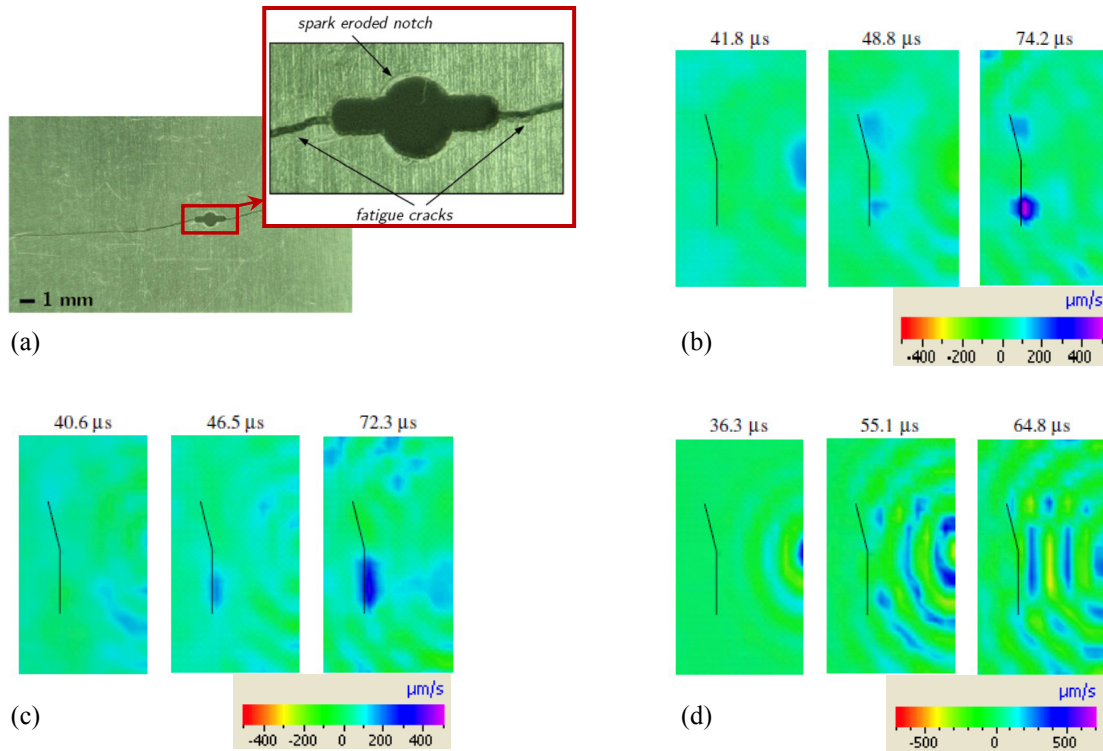 spark eroded notch
fatigue cracks
1 mm
(a)
41.8 µs
48.8 µs
74.2 µs
µm/s
-400 -200 0 200 400
(b)
40.6 µs
46.5 µs
72.3 µs
µm/s
-400 -200 0 200 400
(c)
36.3 µs
55.1 µs
64.8 µs
µm/s
-500 0 500
(d)